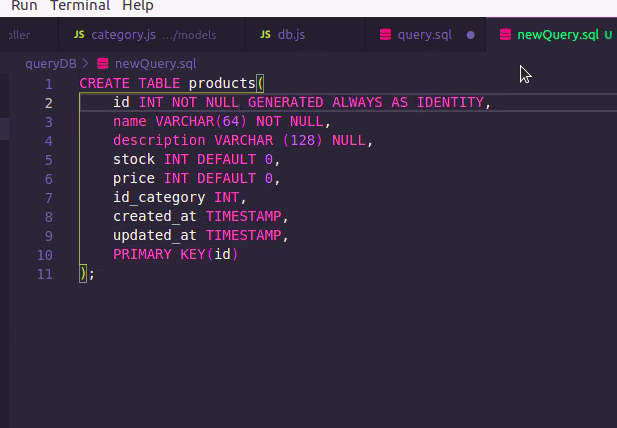 Run Terminal Help
oller JS category.js .../models JS db.js query.sql newQuery.sql U
queryDB > newQuery.sql
1 CREATE TABLE products(
2 id INT NOT NULL GENERATED ALWAYS AS IDENTITY,
3 name VARCHAR(64) NOT NULL,
4 description VARCHAR (128) NULL,
5 stock INT DEFAULT 0,
6 price INT DEFAULT 0,
7 id_category INT,
8 created_at TIMESTAMP,
9 updated_at TIMESTAMP,
10 PRIMARY KEY(id)
11 );